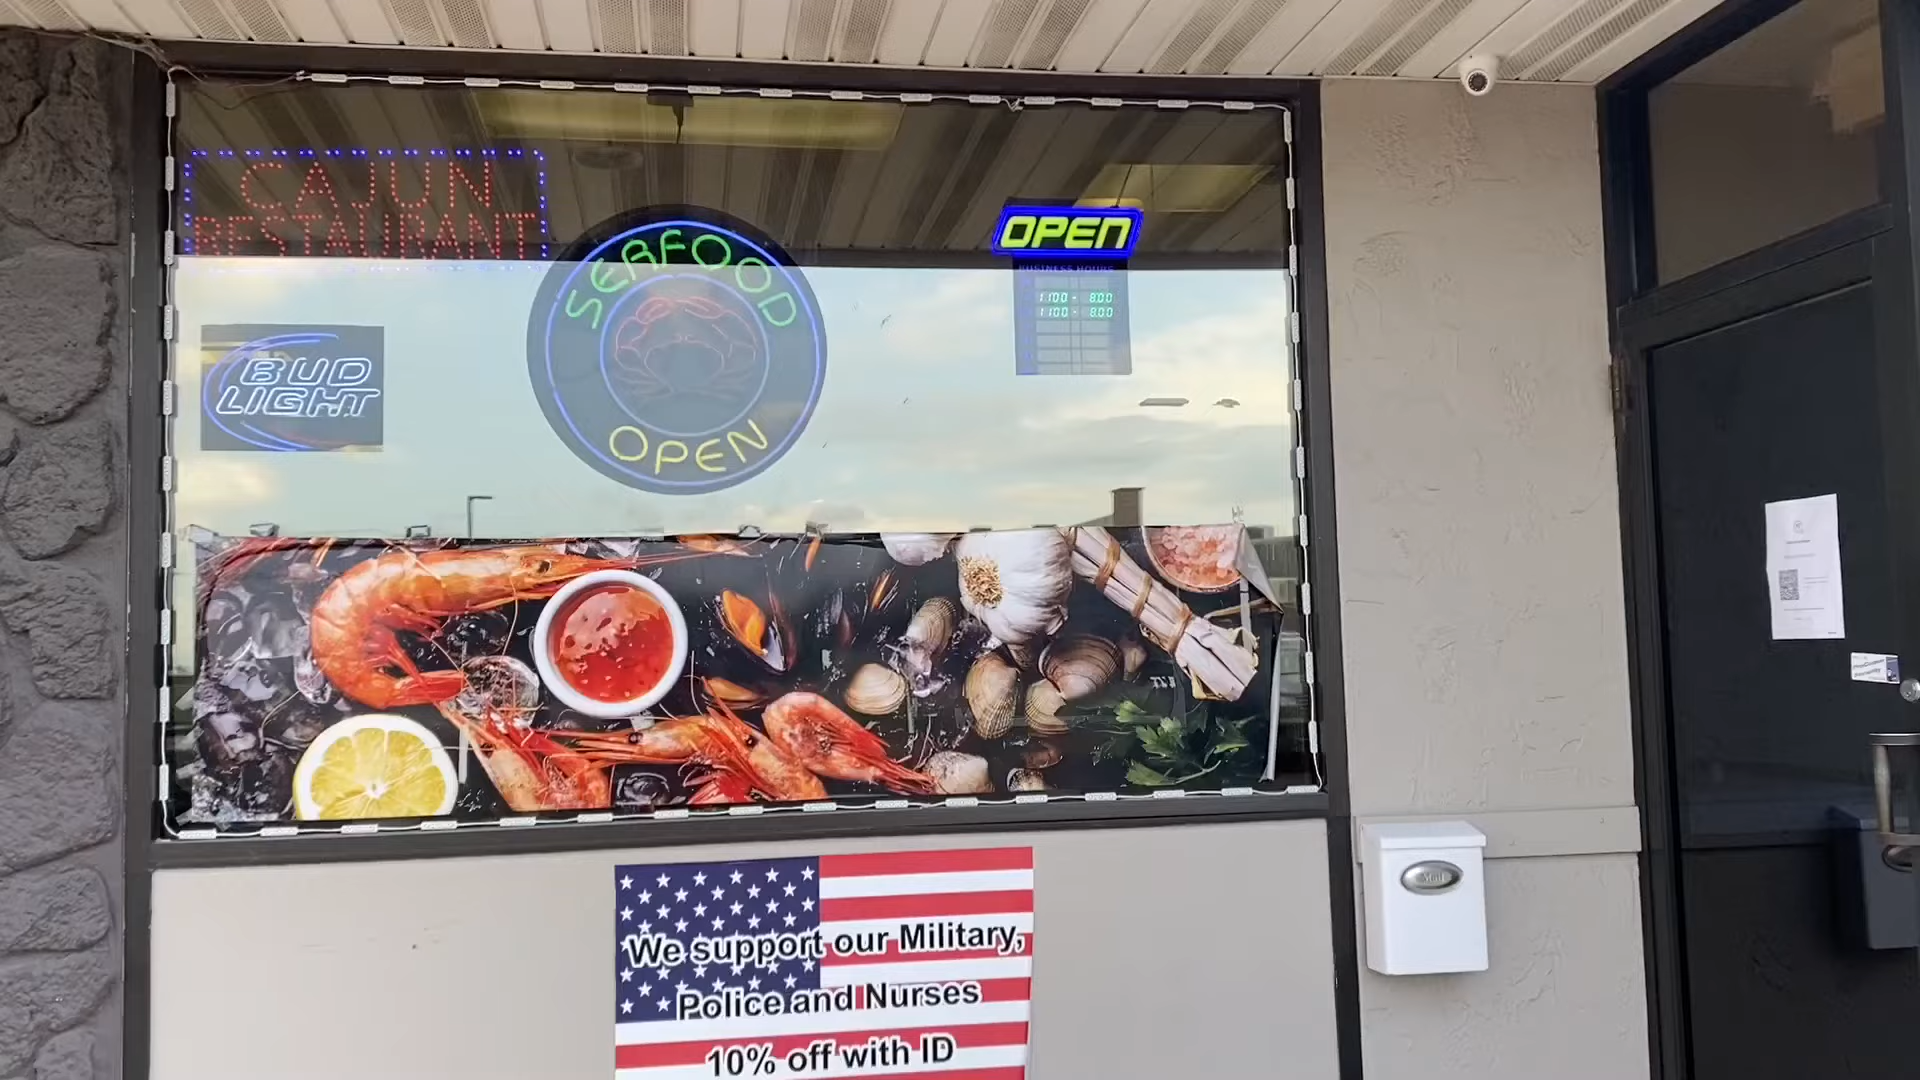 CAJUN
RESTAURANT
SEAFOOD
OPEN
OPEN
BUSINESS HOURS
11:00 - 8:00
11:00 - 8:00
BUD
LIGHT
Mail
We support our Military,
Police and Nurses
10% off with ID